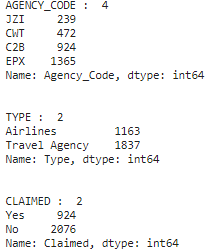 AGENCY_CODE :  4
JZI     239
CWT     472
C2B     924
EPX    1365
Name: Agency_Code, dtype: int64
TYPE :  2
Airlines         1163
Travel Agency    1837
Name: Type, dtype: int64
CLAIMED :  2
Yes     924
No     2076
Name: Claimed, dtype: int64